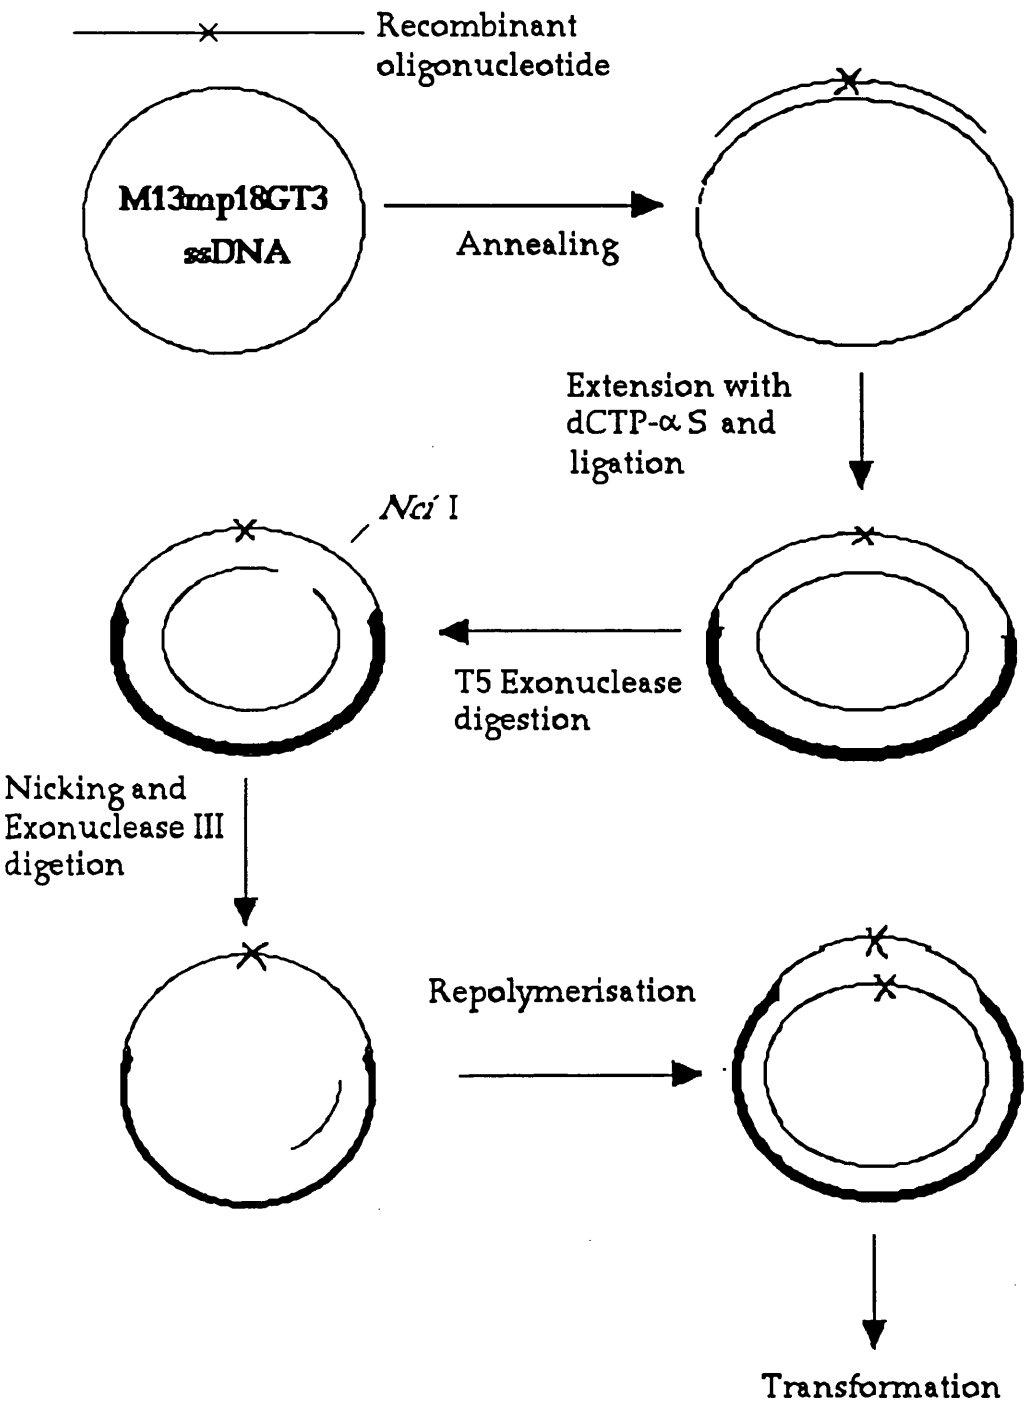 Recombinant
oligonucleotide
M13mp18GT3
ssDNA
Annealing
Extension with
dCTP-α S and
ligation
Nci I
T5 Exonuclease
digestion
Nicking and
Exonuclease III
digetion
Repolymerisation
Transformation